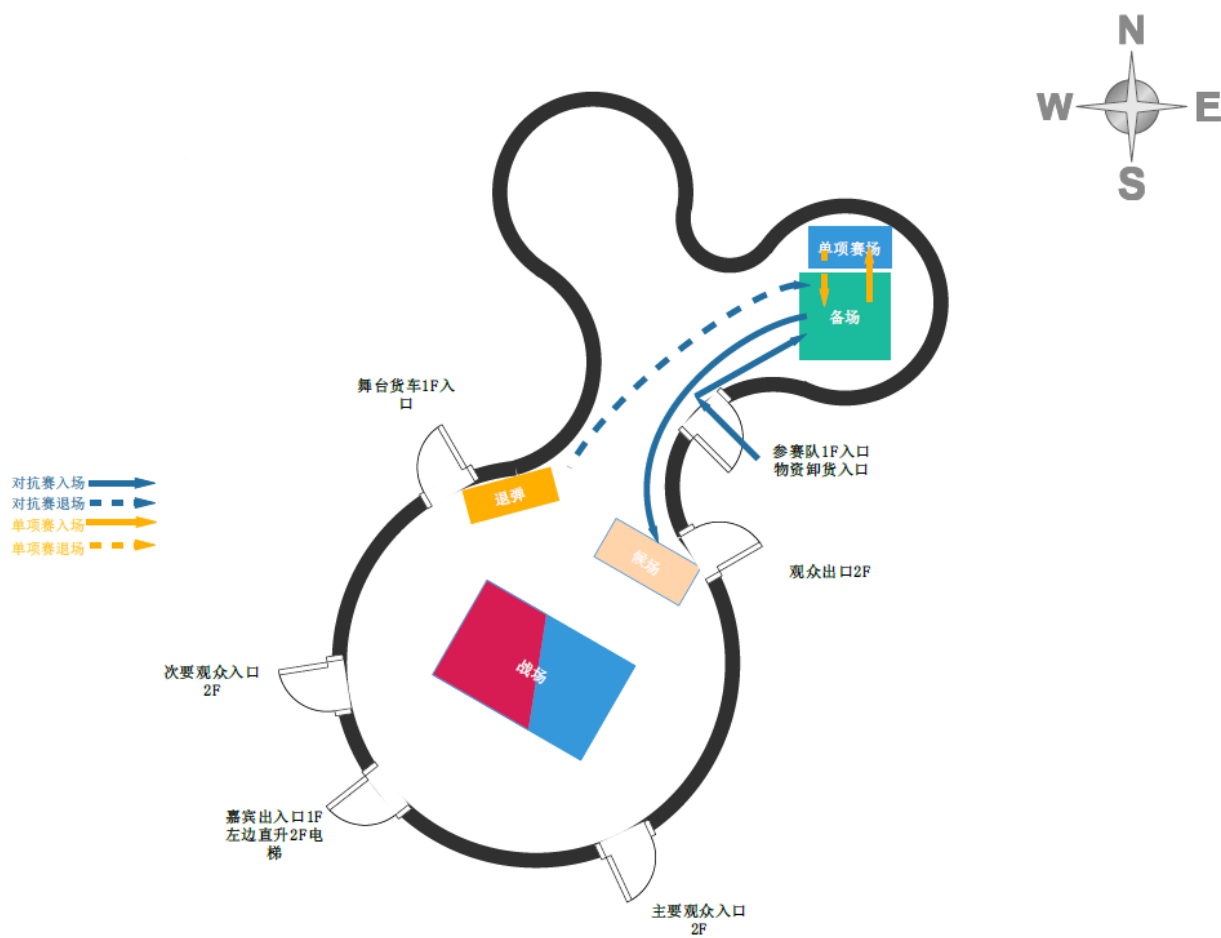 N
W
E
S
单项赛场
备场
舞台货车1F入
口
参赛队1F入口
物资卸货入口
对抗赛入场
对抗赛退场
单项赛入场
单项赛退场
退弹
候场
观众出口2F
战场
次要观众入口
2F
嘉宾出入口1F
左边直升2F电
梯
主要观众入口
2F